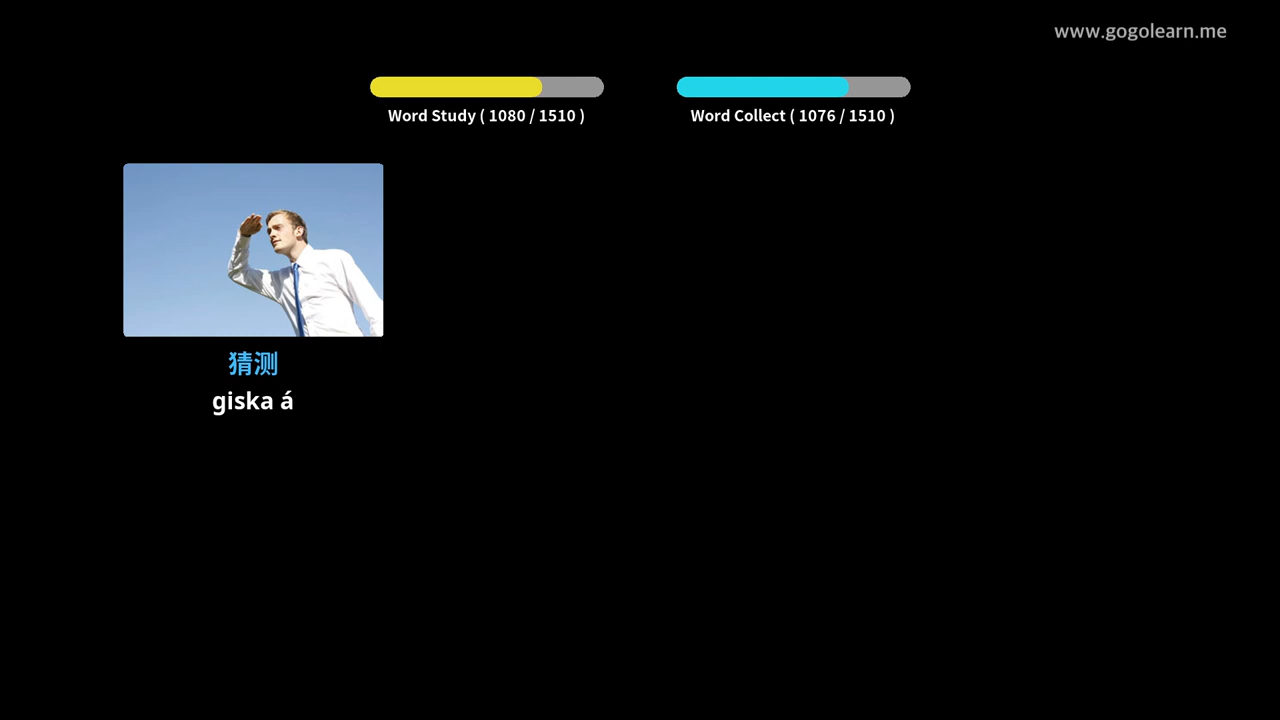 www.gogolearn.me
Word Study ( 1080 / 1510 )
Word Collect ( 1076 / 1510 )
猜测
giska á